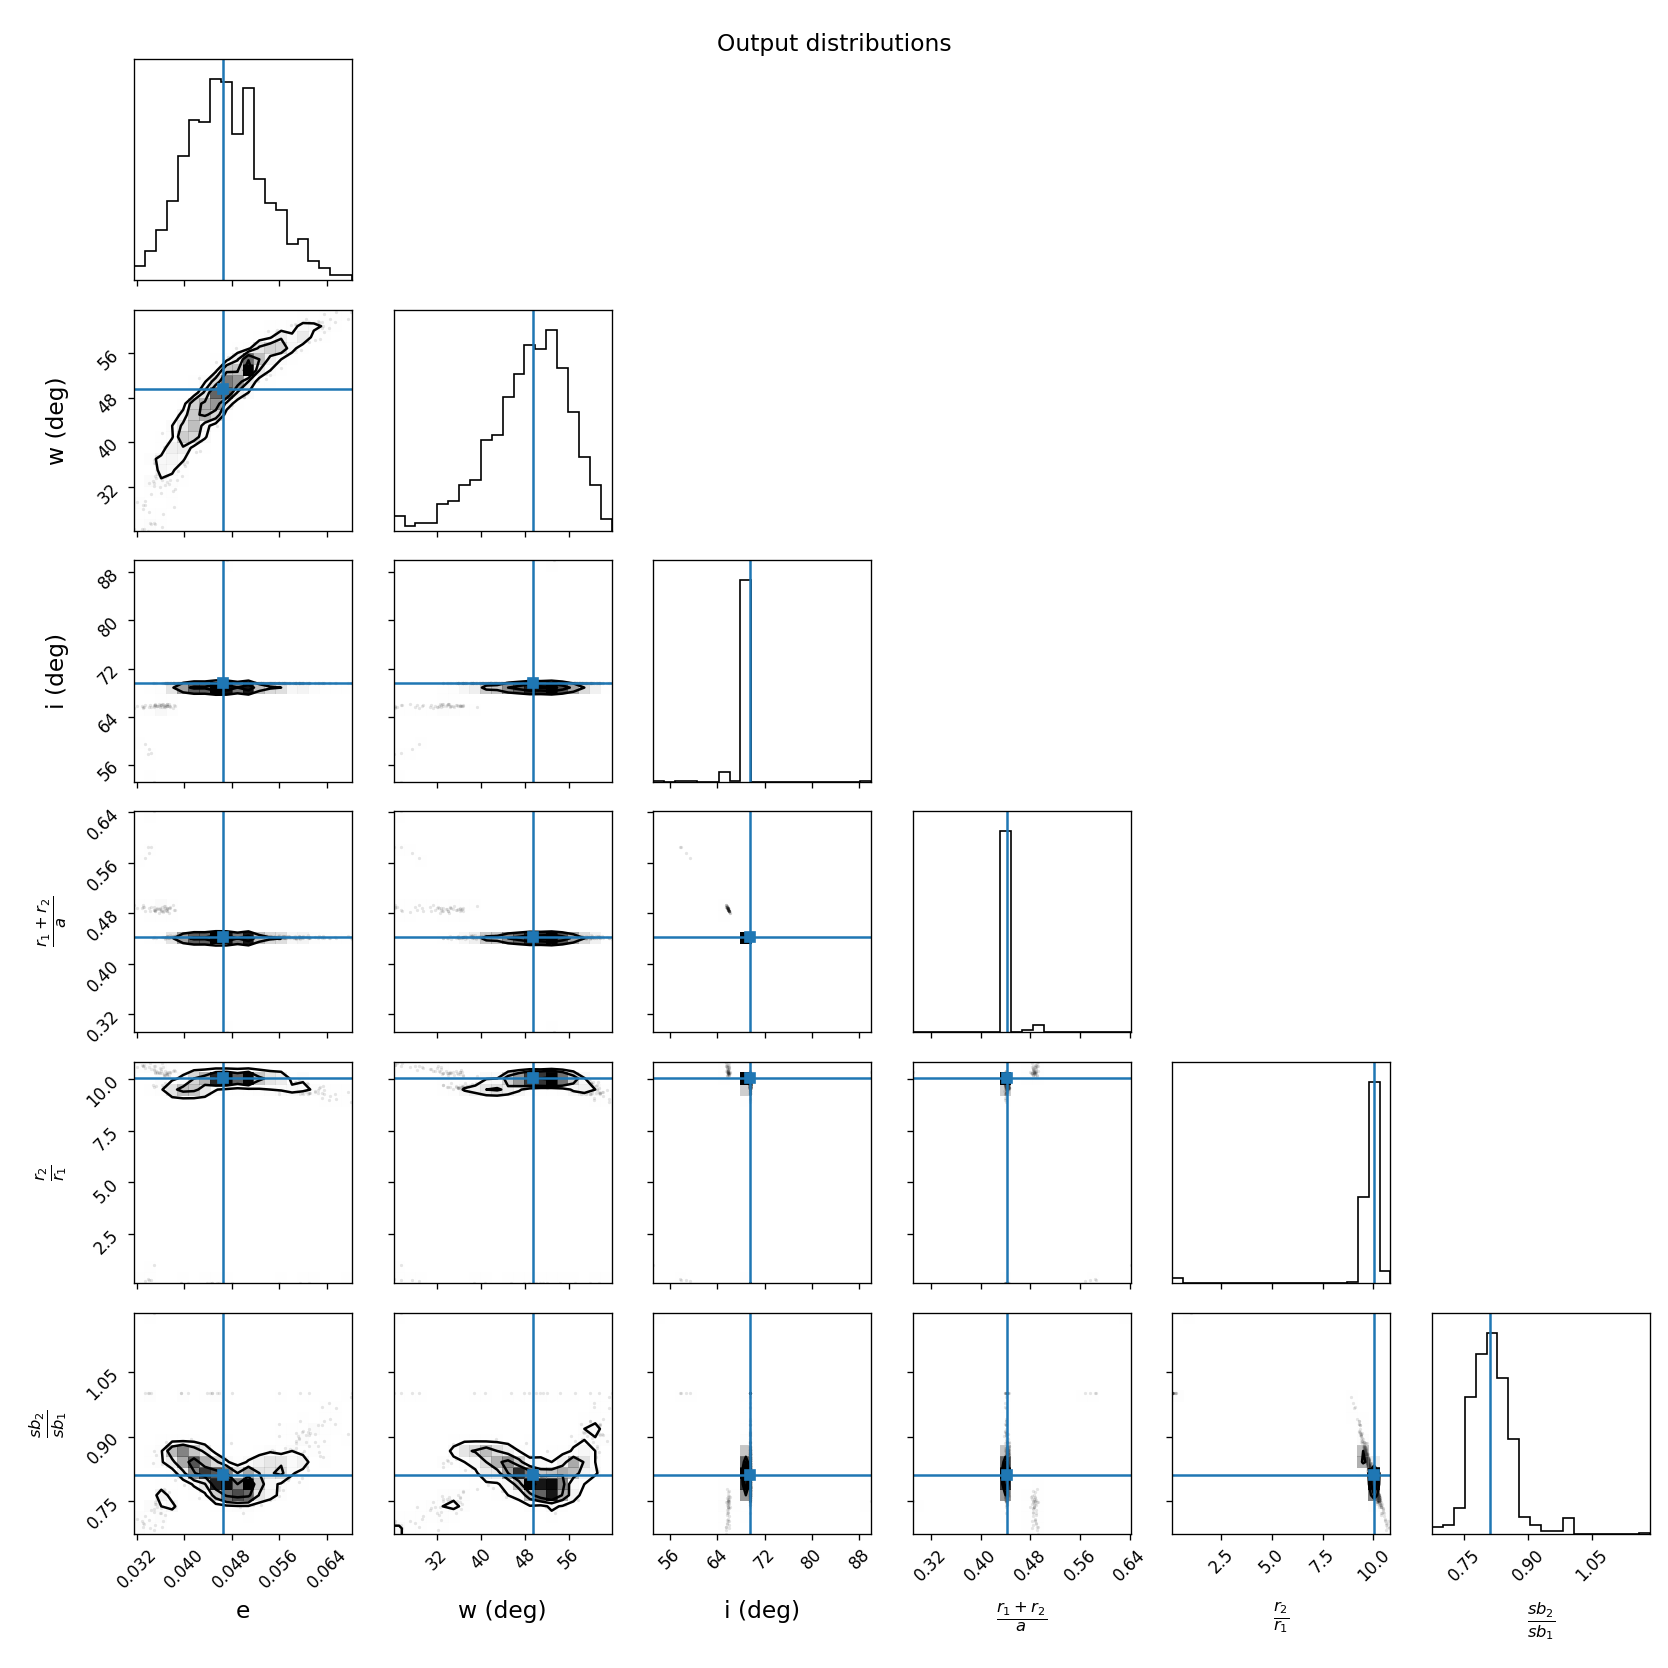 Output distributions
w (deg)
56
48
40
32
i (deg)
88
80
72
64
56
r₁ + r₂
a
0.64
0.56
0.48
0.40
0.32
r₂
r₁
10.0
7.5
5.0
2.5
sb₂
sb₁
1.05
0.90
0.75
0.032 0.040 0.048 0.056 0.064
32 40 48 56
56 64 72 80 88
0.32 0.40 0.48 0.56 0.64
2.5 5.0 7.5 10.0
0.75 0.90 1.05
e
w (deg)
i (deg)
r₁ + r₂
a
r₂
r₁
sb₂
sb₁